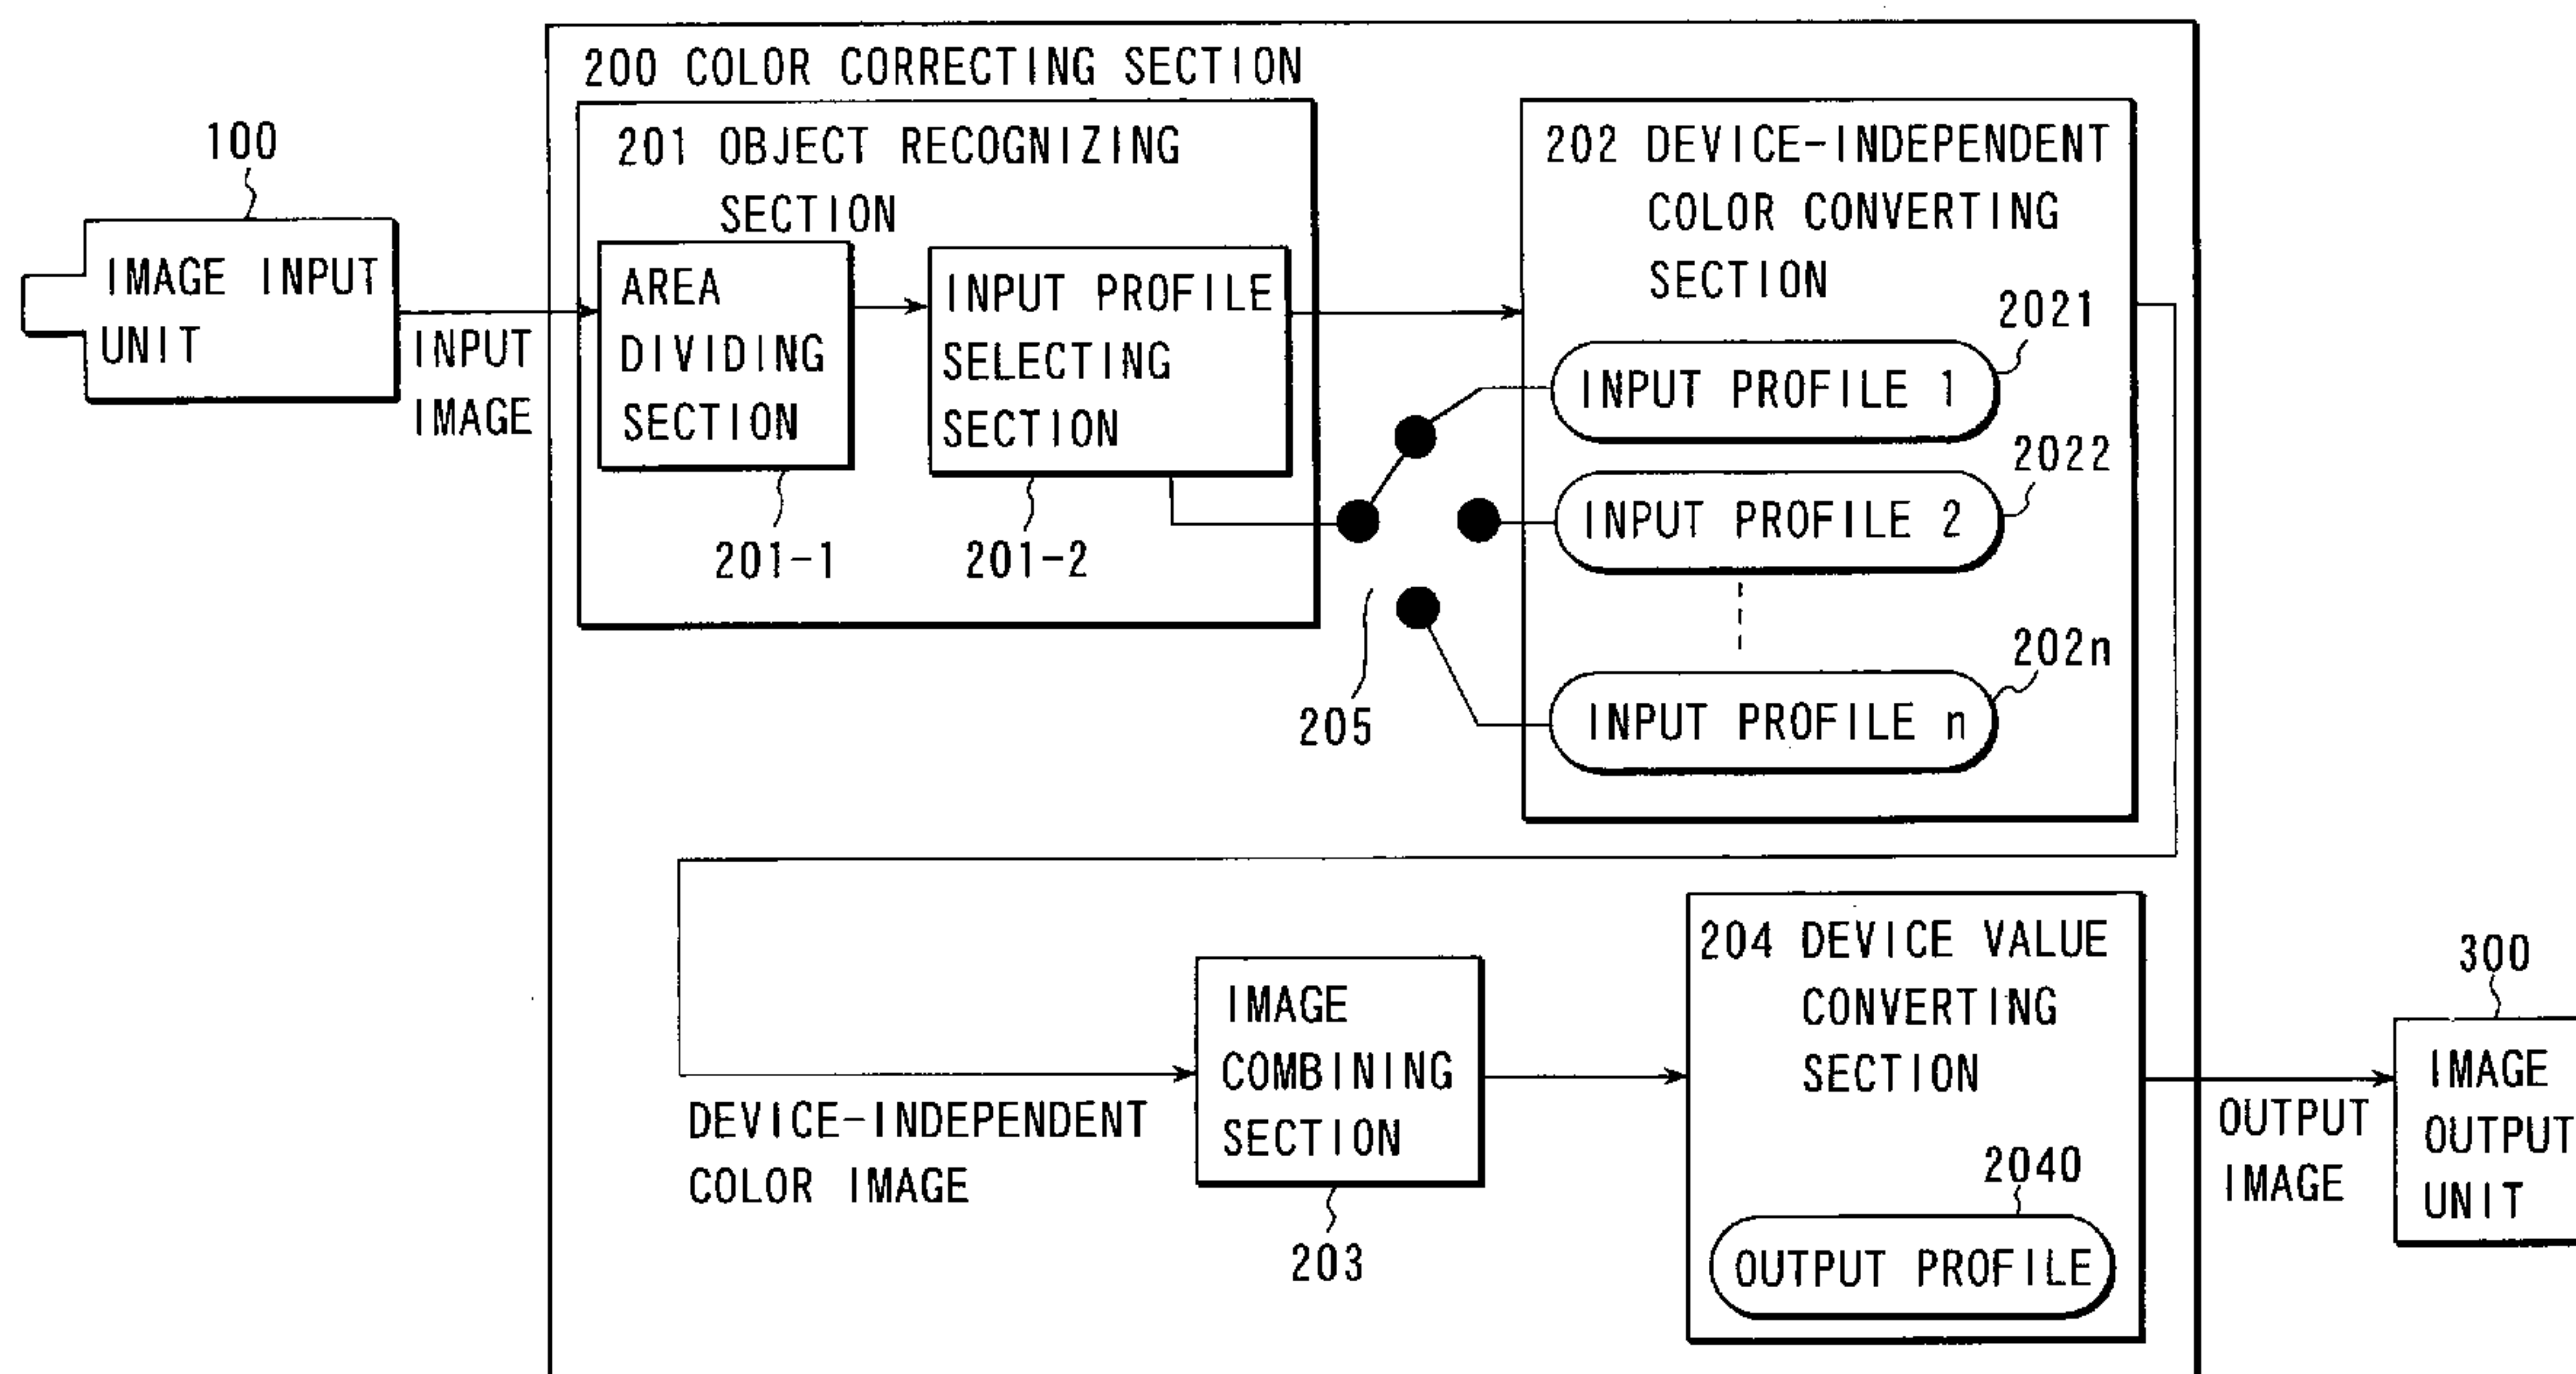 200 COLOR CORRECTING SECTION
100
IMAGE INPUT
UNIT
INPUT
IMAGE
201 OBJECT RECOGNIZING
SECTION
AREA
DIVIDING
SECTION
201-1
INPUT PROFILE
SELECTING
SECTION
201-2
205
202 DEVICE-INDEPENDENT
COLOR CONVERTING
SECTION
2021
INPUT PROFILE 1
2022
INPUT PROFILE 2
202n
INPUT PROFILE n
DEVICE-INDEPENDENT
COLOR IMAGE
IMAGE
COMBINING
SECTION
203
204 DEVICE VALUE
CONVERTING
SECTION
2040
OUTPUT PROFILE
OUTPUT
IMAGE
300
IMAGE
OUTPUT
UNIT